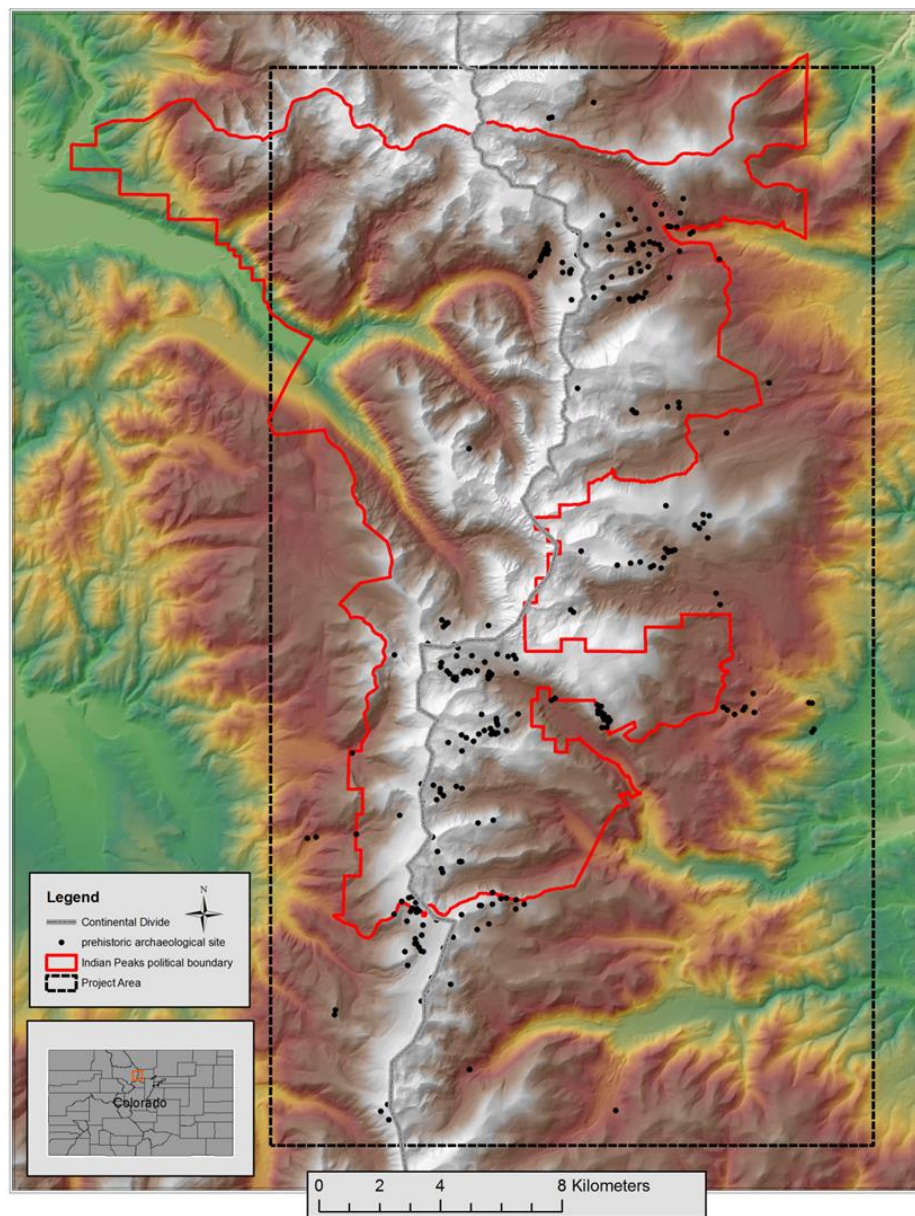 Legend
N
Continental Divide
prehistoric archaeological site
Indian Peaks political boundary
Project Area
Colorado
0 2 4 8 Kilometers